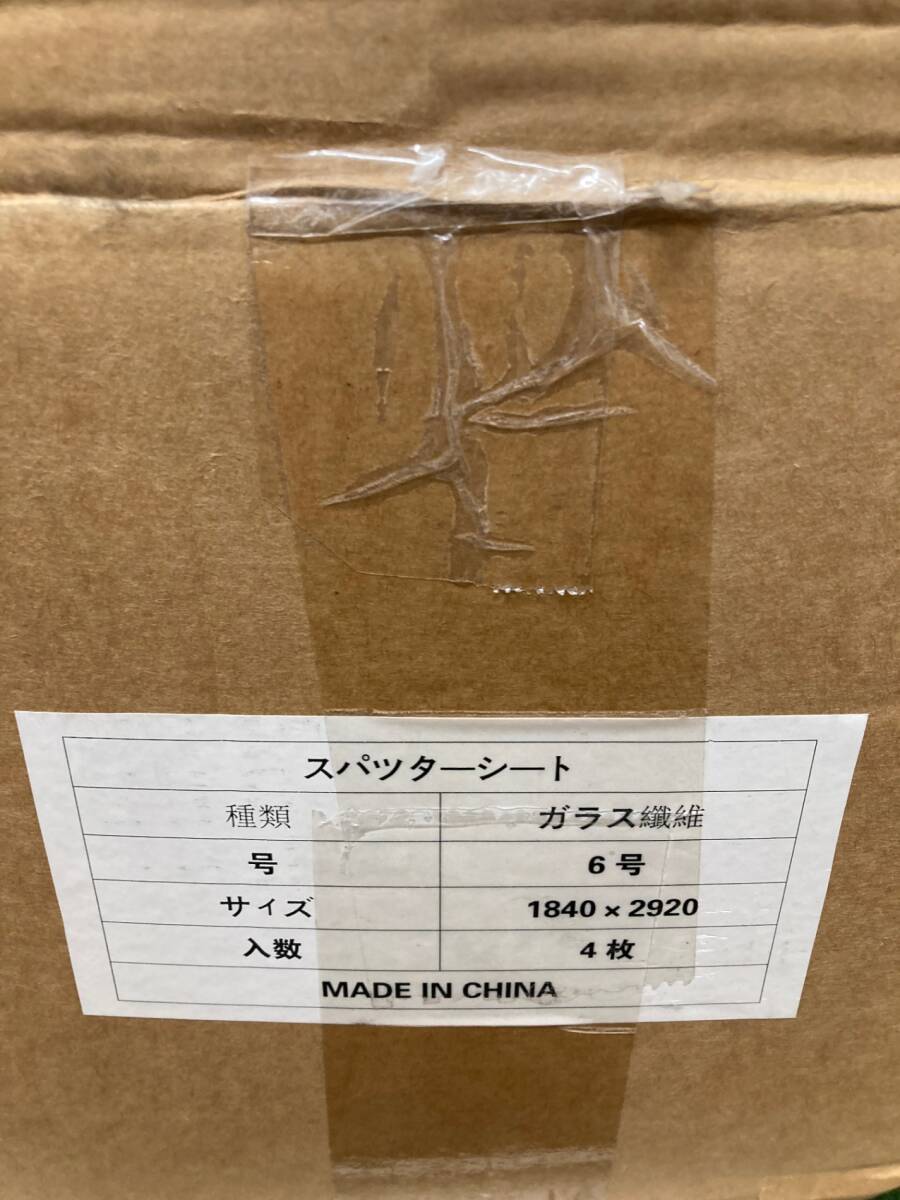 スパツターシート
種類 ガラス繊維
号 6号
サイズ 1840×2920
入数 4枚
MADE IN CHINA